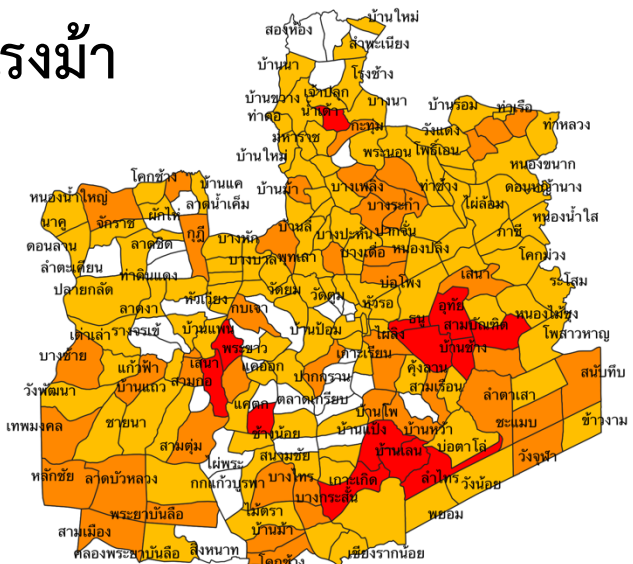 รงม้า
บ้านใหม่
สองห้อง
ลำพะเนียง
บ้านนา
โรงช้าง
เจ้าปลุก
บ้านขวาง
บางนา
บ้านร่อม
ท่าเรือ
น้ำเต้า
ท่าตอ
กะทุ่ม
วังแดง
ท่าหลวง
มหาราช
พระนอน
โพธิ์เอน
บ้านใหม่
หนองขนาก
โคกช้าง
บ้านแค
บ้านม้า
บางเพลิง
ท่าช้าง
ดอนหญ้านาง
หนองน้ำใหญ่
ลาดน้ำเค็ม
บางระกำ
ไผ่ล้อม
นาคู
จักราช
ผักไห่
กุฎี
บ้านลี่
หนองน้ำใส
ดอนลาน
ลาดชิด
บางหัก
บางปะหัน
ปากจั่น
ภาชี
บางบาล
พุทเลา
บางเดื่อ
หนองปลิง
โคกม่วง
ลำตะเคียน
ท่าดินแดง
เสนา
ระโสม
ปลายกลัด
วัดยม
วัดตูม
บ่อโพง
ลาดงา
หัวเวียง
กบเจา
หัวรอ
อุทัย
หนองไม้ซุง
เต่าเล่า
รางจรเข้
บ้านแพน
บ้านป้อม
ไผ่ลิง
ธนู
สามบัณฑิต
โพสาวหาญ
บางซ้าย
พระขาว
เกาะเรียน
บ้านช้าง
แก้วฟ้า
เสนา
แคออก
คุ้งลาน
สนับทึบ
วังพัฒนา
บ้านแถว
สามกอ
ปากกราน
สามเรือน
ลำตาเสา
แคตก
ตลาดเกรียบ
เทพมงคล
ชายนา
บ้านโพ
ชะแมบ
ข้าวงาม
ช้างน้อย
บ้านแป้ง
บ้านหว้า
สามตุ่ม
สนามชัย
บ้านเลน
บ่อตาโล่
วังจุฬา
ไผ่พระ
หลักชัย
ลาดบัวหลวง
กกแก้วบูรพา
บางไทร
เกาะเกิด
ลำไทร
วังน้อย
บางกระสั้น
พระยาบันลือ
ไม้ตรา
พยอม
สามเมือง
บ้านม้า
คลองพระยาบันลือ
สิงหนาท
โคกช้าง
เชียงรากน้อย